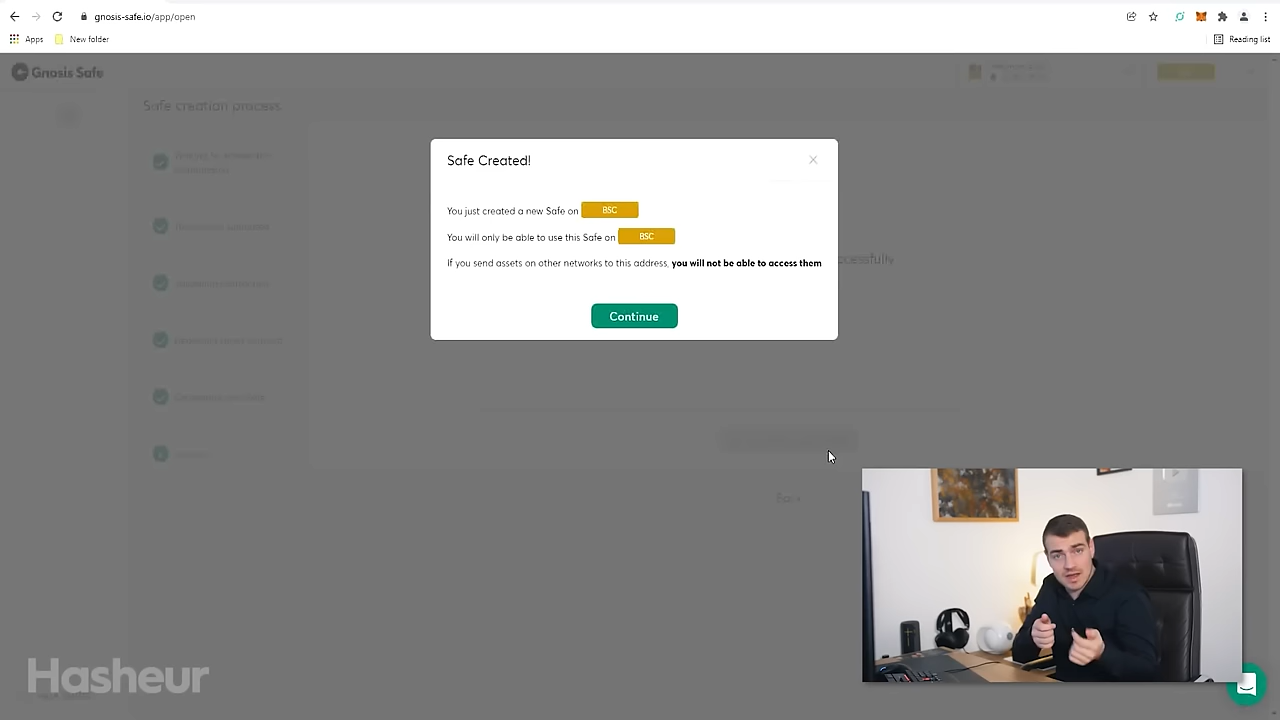 gnosis-safe.io/app/open
Apps
New folder
Reading list
Gnosis Safe
Safe creation process.
Safe Created!
You just created a new Safe on BSC
You will only be able to use this Safe on BSC
If you send assets on other networks to this address, you will not be able to access them
Continue
Back
Hasheur